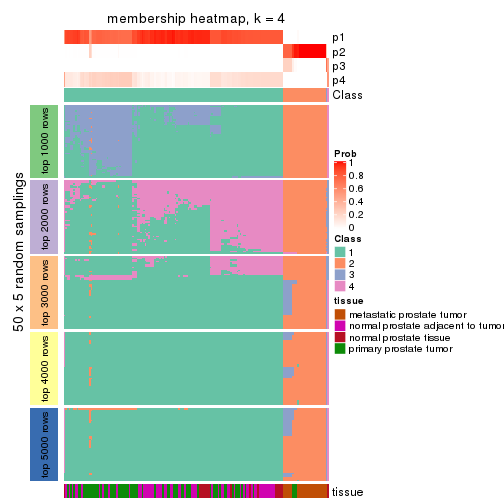 membership heatmap, k = 4
p1
p2
p3
p4
Class
50 x 5 random samplings
top 1000 rows
top 2000 rows
top 3000 rows
top 4000 rows
top 5000 rows
tissue
Prob
1
0.8
0.6
0.4
0.2
0
Class
1
2
3
4
tissue
metastatic prostate tumor
normal prostate adjacent to tumor
normal prostate tissue
primary prostate tumor